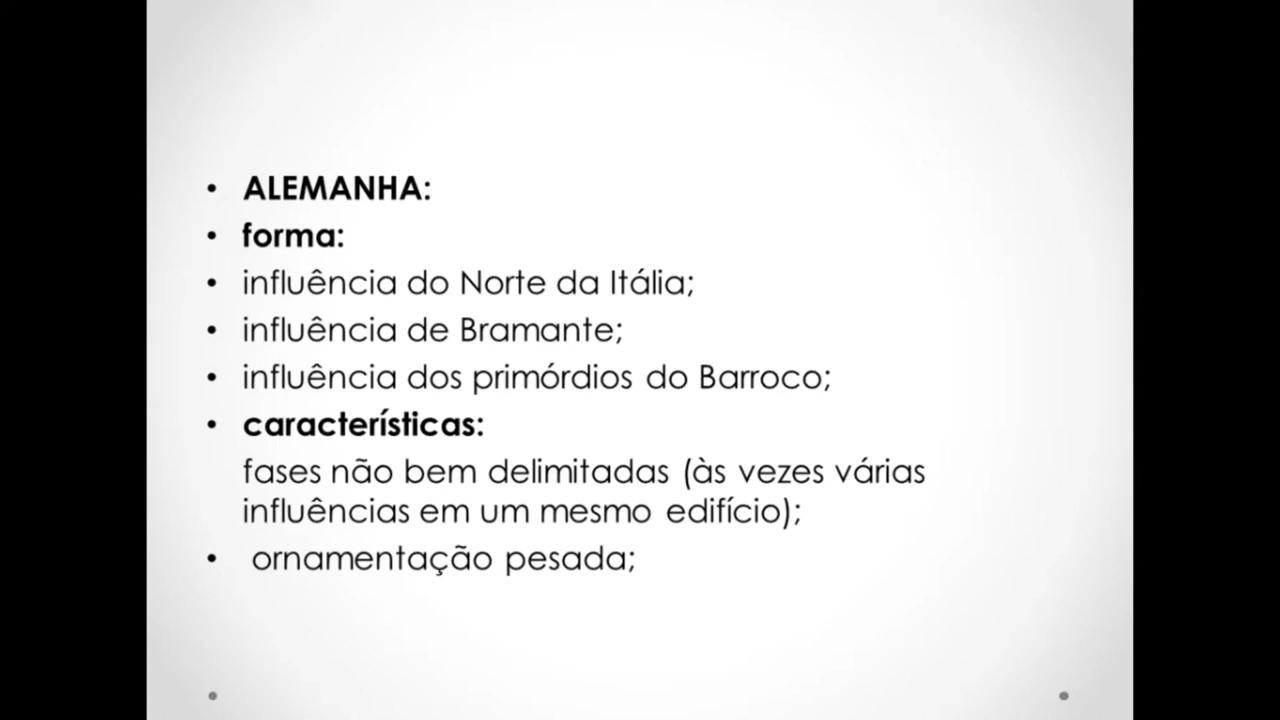 • ALEMANHA:
• forma:
• influência do Norte da Itália;
• influência de Bramante;
• influência dos primórdios do Barroco;
• características:
fases não bem delimitadas (às vezes várias
influências em um mesmo edifício);
• ornamentação pesada;